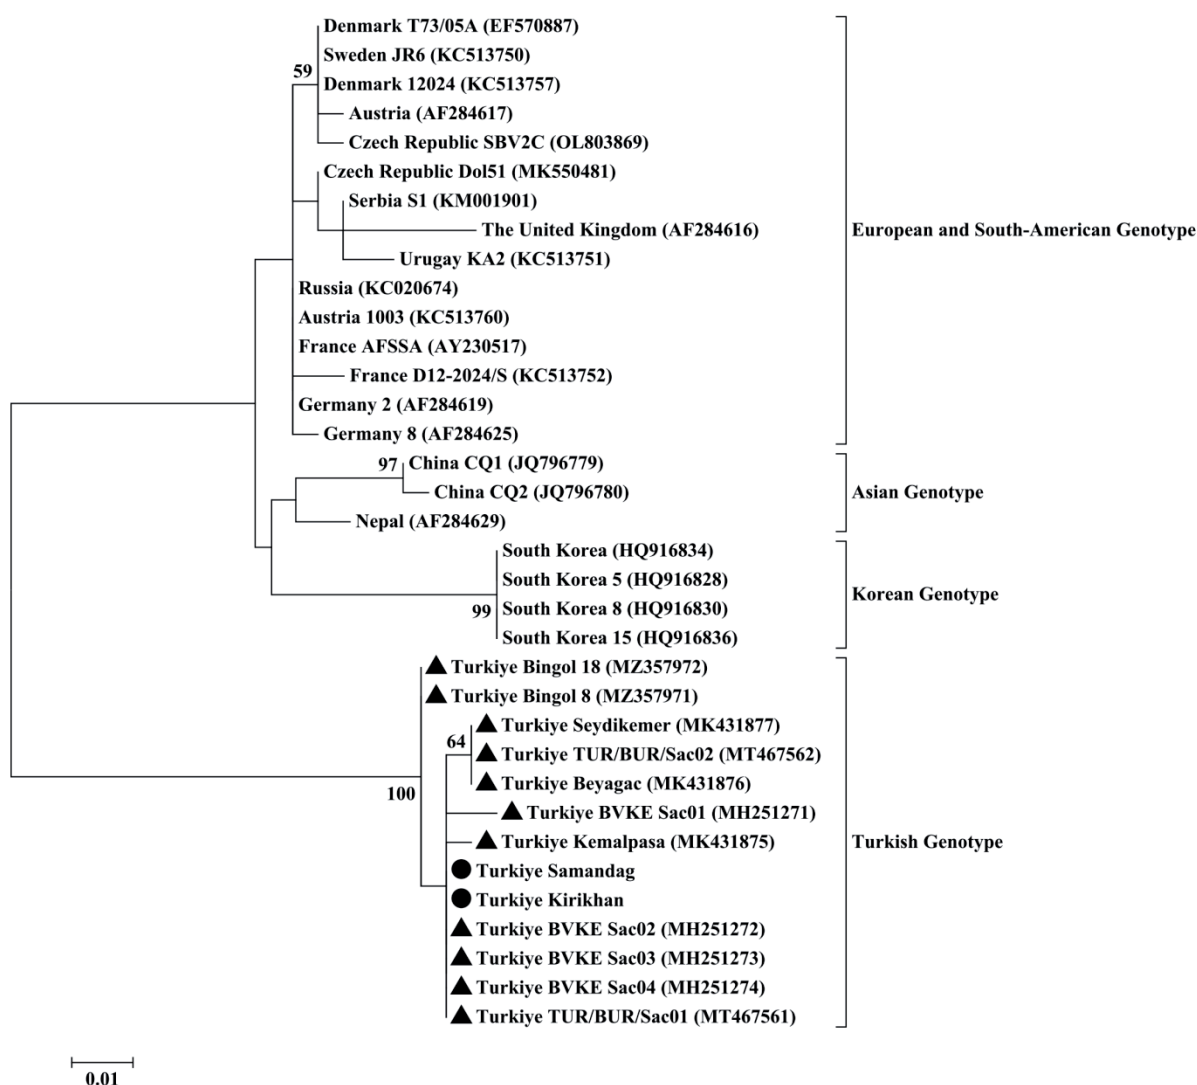 Denmark T73/05A (EF570887)
Sweden JR6 (KC513750)
59
Denmark 12024 (KC513757)
Austria (AF284617)
Czech Republic SBV2C (OL803869)
Czech Republic Dol51 (MK550481)
Serbia S1 (KM001901)
The United Kingdom (AF284616)
European and South-American Genotype
Urugay KA2 (KC513751)
Russia (KC020674)
Austria 1003 (KC513760)
France AFSSA (AY230517)
France D12-2024/S (KC513752)
Germany 2 (AF284619)
Germany 8 (AF284625)
97
China CQ1 (JQ796779)
China CQ2 (JQ796780)
Asian Genotype
Nepal (AF284629)
South Korea (HQ916834)
South Korea 5 (HQ916828)
Korean Genotype
South Korea 8 (HQ916830)
99
South Korea 15 (HQ916836)
Turkiye Bingol 18 (MZ357972)
Turkiye Bingol 8 (MZ357971)
Turkiye Seydikemer (MK431877)
64
Turkiye TUR/BUR/Sac02 (MT467562)
Turkiye Beyagac (MK431876)
100
Turkiye BVKE Sac01 (MH251271)
Turkiye Kemalpasa (MK431875)
Turkish Genotype
Turkiye Samandag
Turkiye Kirikhan
Turkiye BVKE Sac02 (MH251272)
Turkiye BVKE Sac03 (MH251273)
Turkiye BVKE Sac04 (MH251274)
Turkiye TUR/BUR/Sac01 (MT467561)
0.01